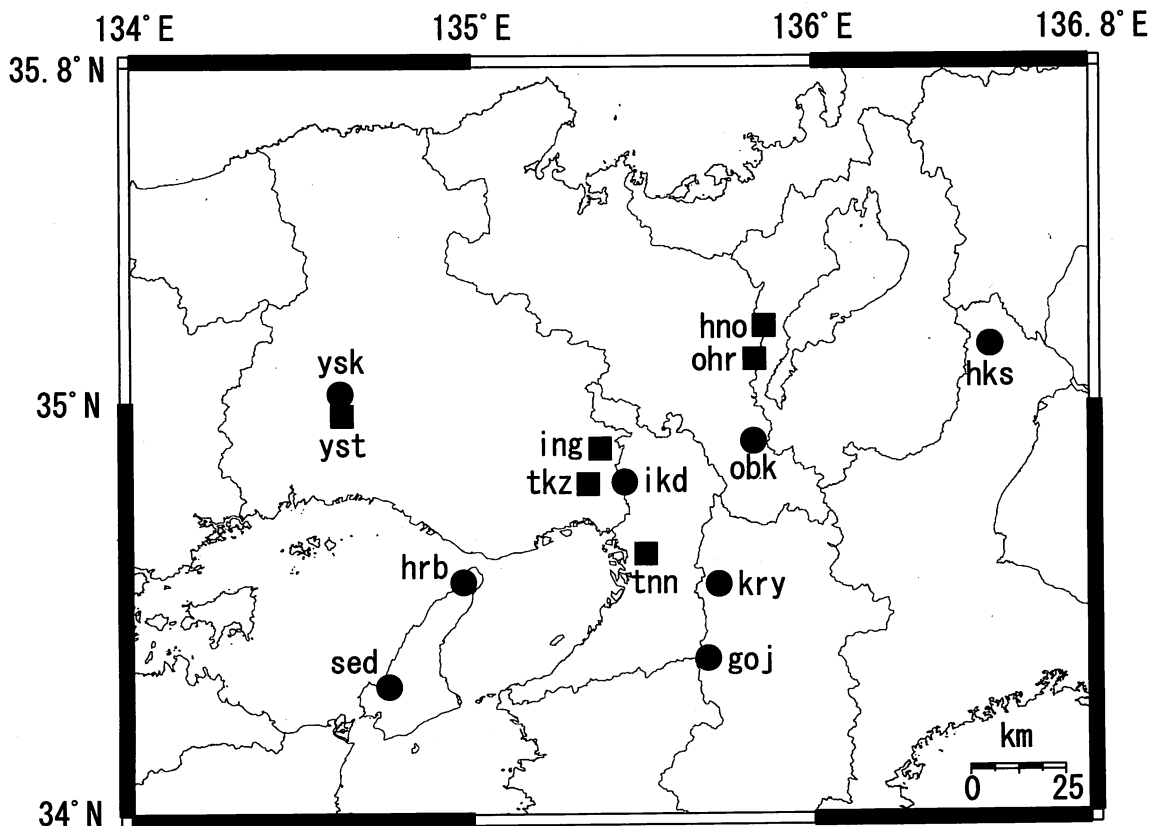 134°E 135°E 136°E 136.8°E
35.8°N
hno
ohr
hks
ysk
35°N
yst
ing
obk
tkz ikd
hrb
tnn kry
sed goj
km
0 25
34°N